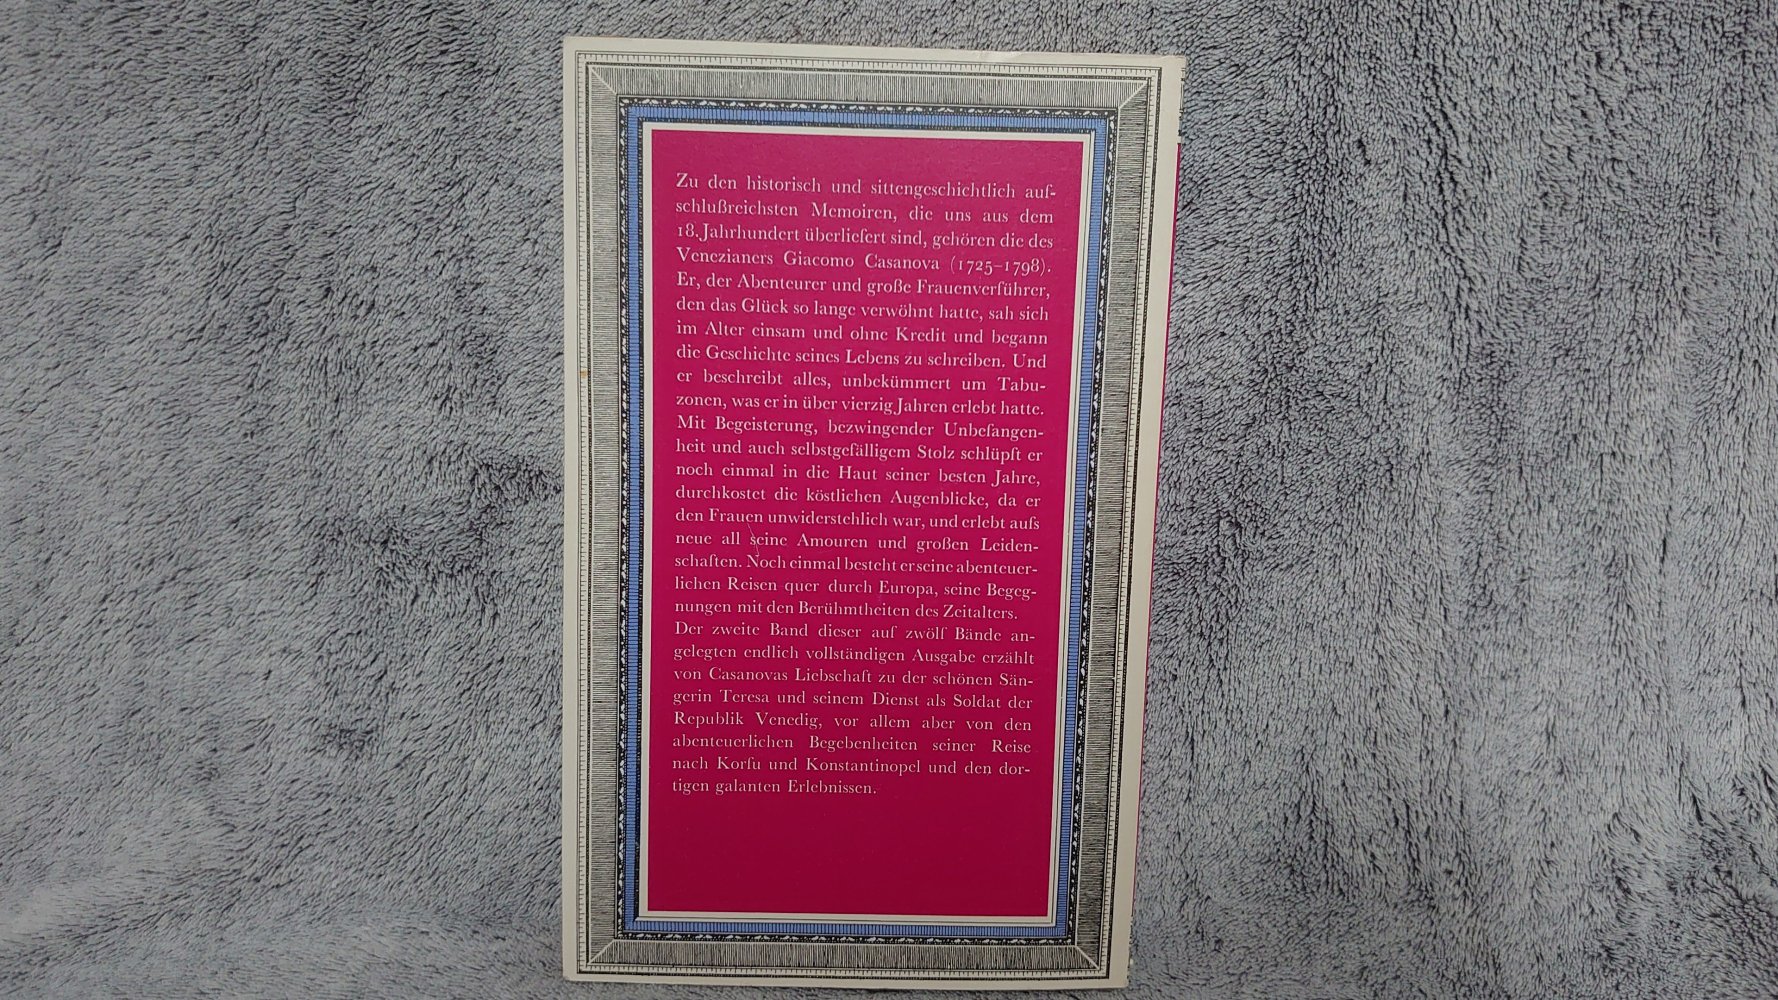 Zu den historisch und sittengeschichtlich auf-
schlußreichsten Memoiren, die uns aus dem
18. Jahrhundert überliefert sind, gehören die des
Venezianers Giacomo Casanova (1725–1798).
Er, der Abenteurer und große Frauenverführer,
den das Glück so lange verwöhnt hatte, sah sich
im Alter einsam und ohne Kredit und begann
die Geschichte seines Lebens zu schreiben. Und
er beschreibt alles, unbekümmert um Tabu-
zonen, was er in über vierzig Jahren erlebt hatte.
Mit Begeisterung, bezwingender Unbefangen-
heit und auch selbstgefälligem Stolz schlüpft er
noch einmal in die Haut seiner besten Jahre,
durchkostet die köstlichen Augenblicke, da er
den Frauen unwiderstehlich war, und erlebt aufs
neue all seine Amouren und großen Leiden-
schaften. Noch einmal besteht er seine abenteuer-
lichen Reisen quer durch Europa, seine Begeg-
nungen mit den Berühmtheiten des Zeitalters.
Der zweite Band dieser auf zwölf Bände an-
gelegten endlich vollständigen Ausgabe erzählt
von Casanovas Liebschaft zu der schönen Sän-
gerin Teresa und seinem Dienst als Soldat der
Republik Venedig, vor allem aber von den
abenteuerlichen Begebenheiten seiner Reise
nach Korfu und Konstantinopel und den dor-
tigen galanten Erlebnissen.